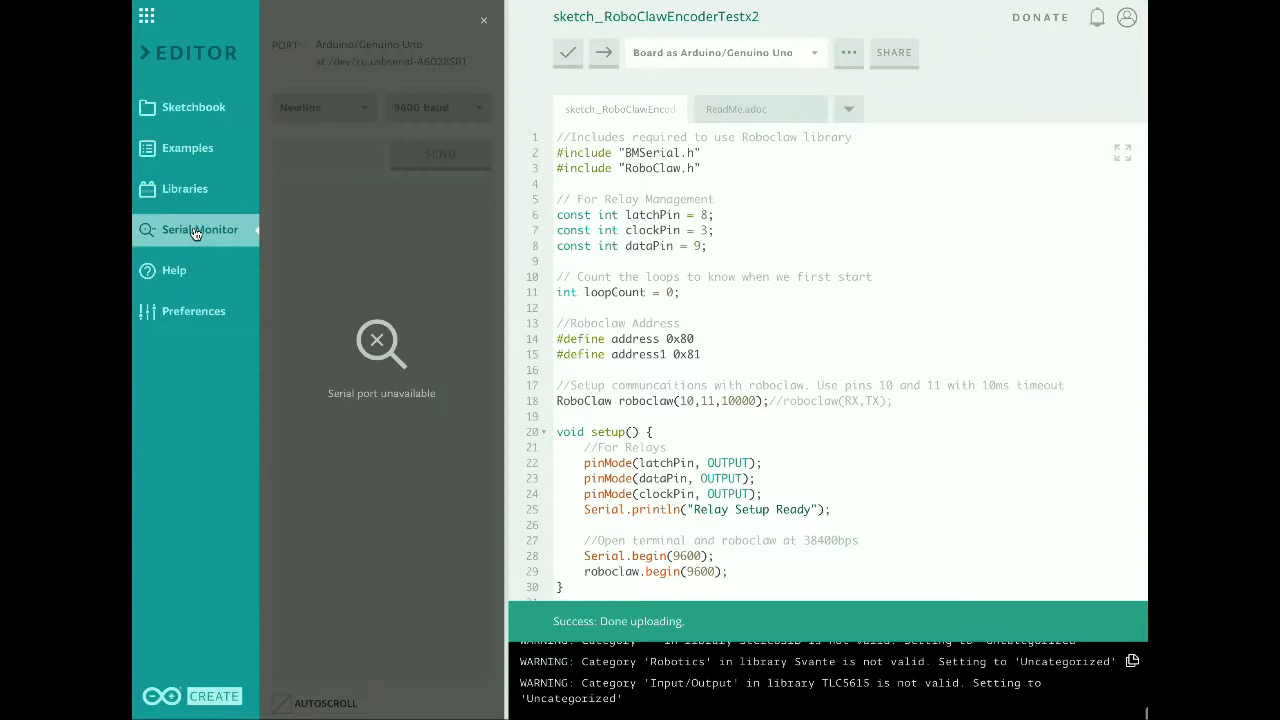 EDITOR
Sketchbook
Examples
Libraries
Serial Monitor
Help
Preferences
CREATE
×
PORT
Arduino/Genuino Uno
at /dev/cu.usbserial-A6028SRT
Newline
9600 baud
SEND
Serial port unavailable
AUTOSCROLL
sketch_RoboClawEncoderTestx2
DONATE
Board as Arduino/Genuino Uno
SHARE
sketch_RoboClawEncod
ReadMe.adoc
1 //Includes required to use Roboclaw library
2 #include "BMSerial.h"
3 #include "RoboClaw.h"
4
5 // For Relay Management
6 const int latchPin = 8;
7 const int clockPin = 3;
8 const int dataPin = 9;
9
10 // Count the loops to know when we first start
11 int loopCount = 0;
12
13 //Roboclaw Address
14 #define address 0x80
15 #define address1 0x81
16
17 //Setup communcaitions with roboclaw. Use pins 10 and 11 with 10ms timeout
18 RoboClaw roboclaw(10,11,10000);//roboclaw(RX,TX);
19
20 void setup() {
21 //For Relays
22 pinMode(latchPin, OUTPUT);
23 pinMode(dataPin, OUTPUT);
24 pinMode(clockPin, OUTPUT);
25 Serial.println("Relay Setup Ready");
26
27 //Open terminal and roboclaw at 38400bps
28 Serial.begin(9600);
29 roboclaw.begin(9600);
30 }
Success: Done uploading.
WARNING: Category 'Robotics' in library Svante is not valid. Setting to 'Uncategorized'
WARNING: Category 'Input/Output' in library TLC5615 is not valid. Setting to
'Uncategorized'